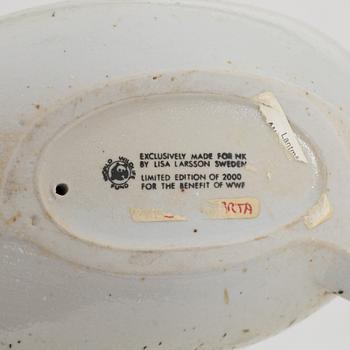 EXCLUSIVELY MADE FOR NK
BY LISA LARSSON SWEDEN
LIMITED EDITION OF 2000
FOR THE BENEFIT OF WWF
WORLD WILDLIFE
FUND